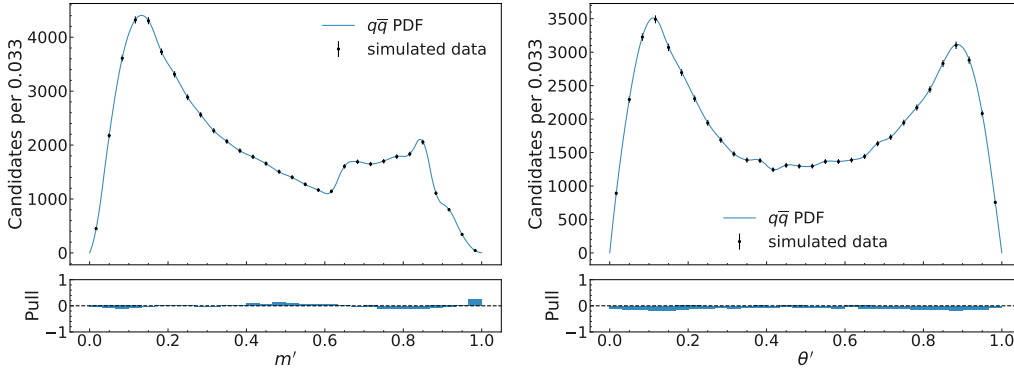 Candidates per 0.033
4000
3000
2000
1000
0
qq̅ PDF
simulated data
Pull
1
0
−1
0.0 0.2 0.4 0.6 0.8 1.0
m′
Candidates per 0.033
3500
3000
2500
2000
1500
1000
500
0
qq̅ PDF
simulated data
Pull
1
0
−1
0.0 0.2 0.4 0.6 0.8 1.0
θ′